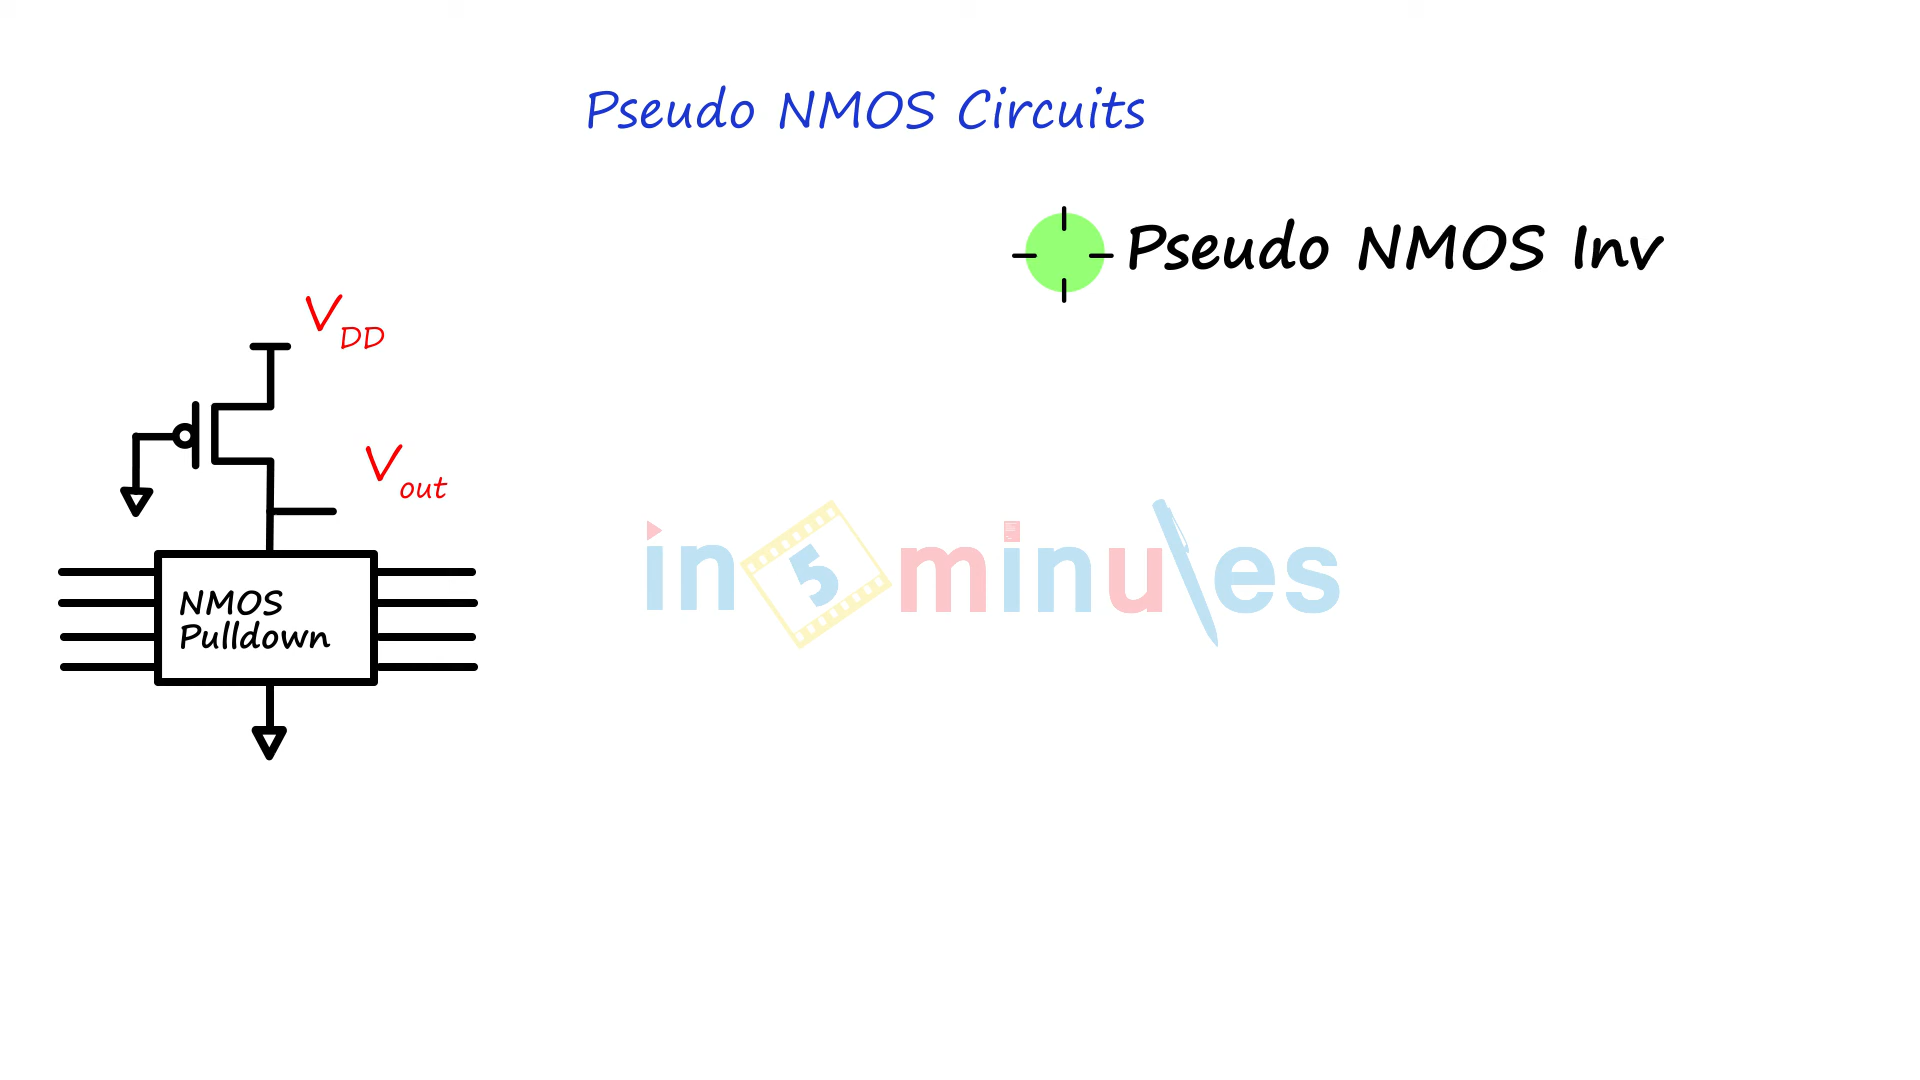 Pseudo NMOS Circuits
Pseudo NMOS Inv
VDD
Vout
in 5 minutes
NMOS
Pulldown